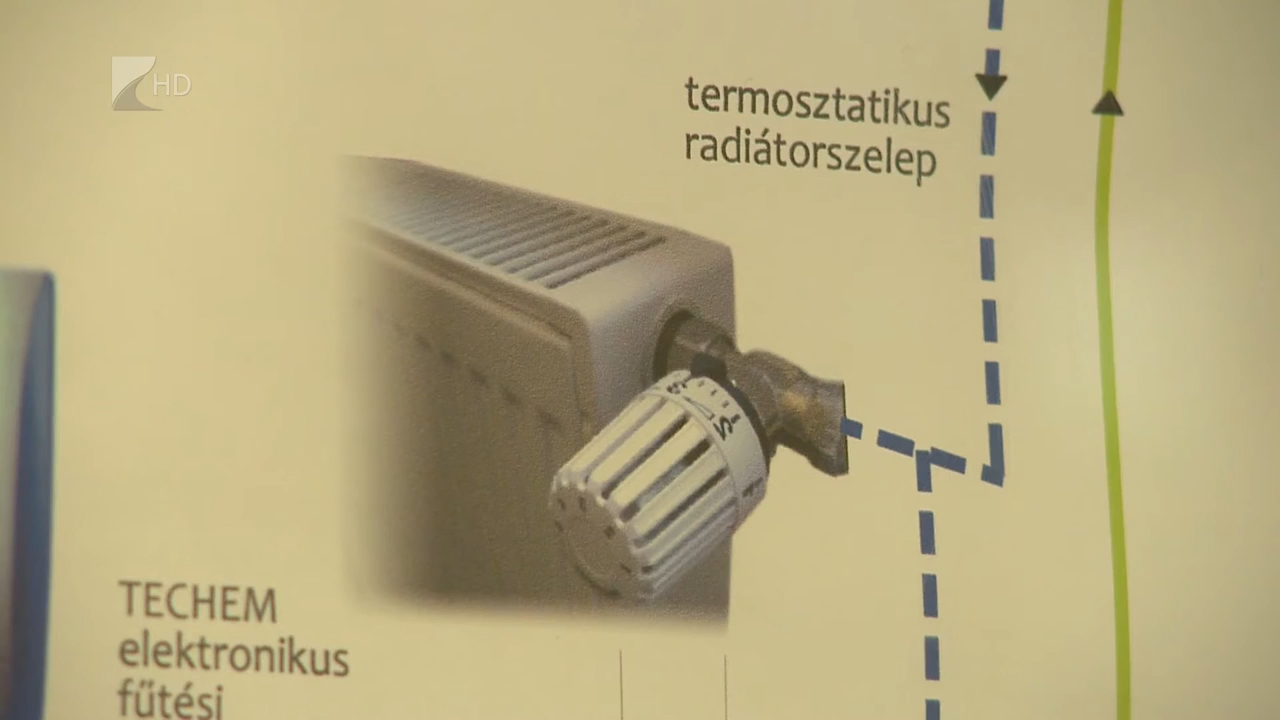 HD
termosztatikus
radiátorszelep
TECHEM
elektronikus
fűtési